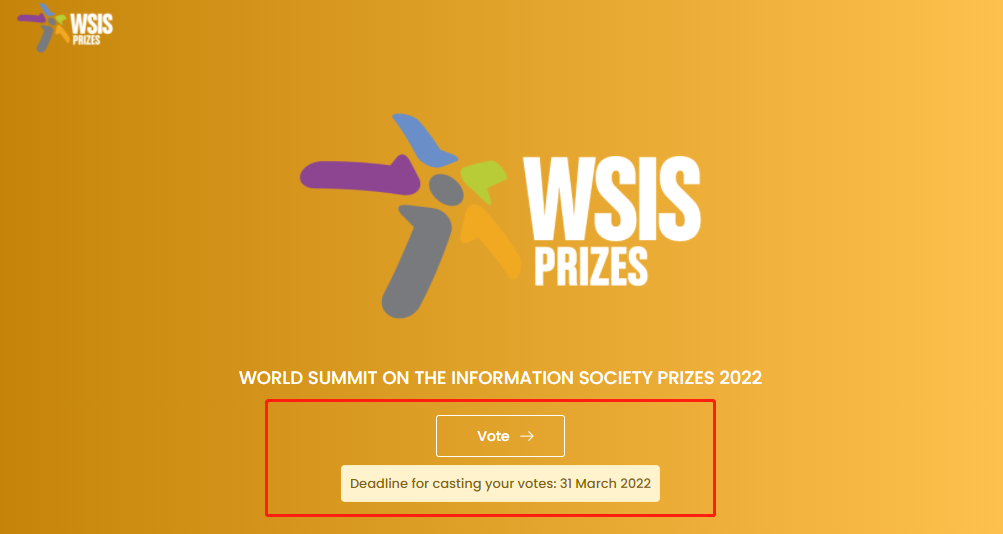 WSIS
PRIZES
WSIS
PRIZES
WORLD SUMMIT ON THE INFORMATION SOCIETY PRIZES 2022
Vote →
Deadline for casting your votes: 31 March 2022